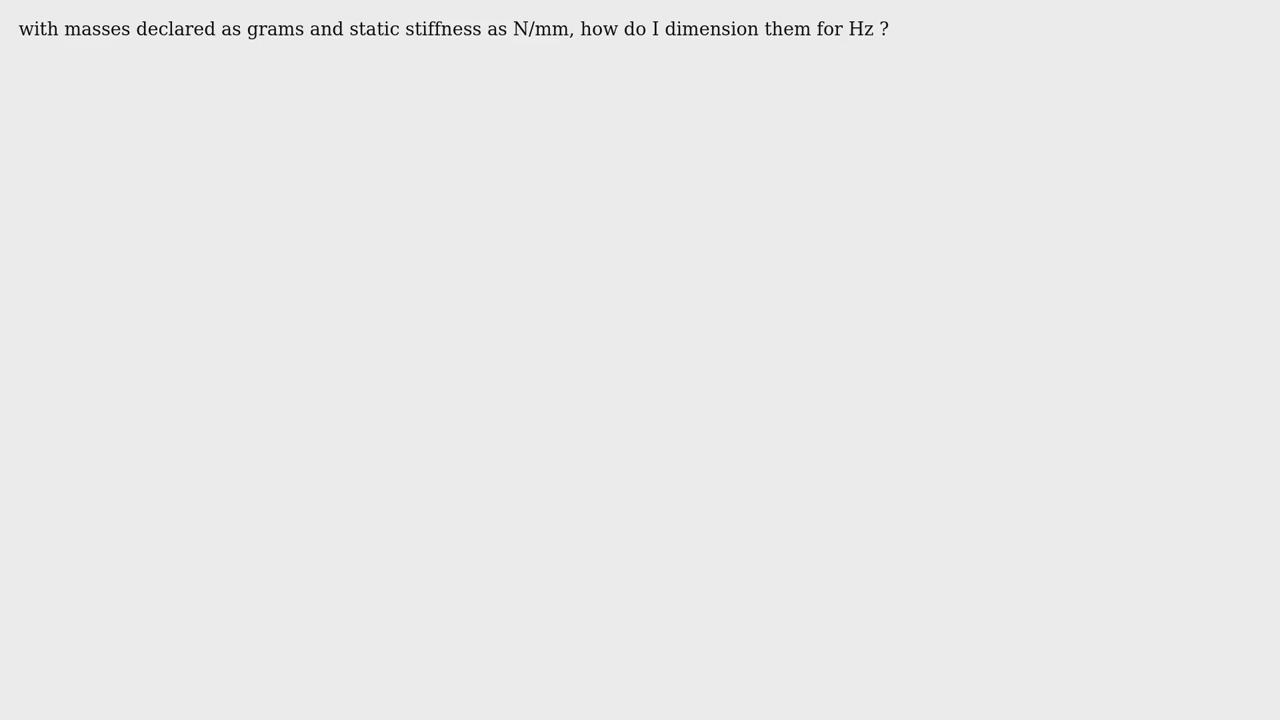 with masses declared as grams and static stiffness as N/mm, how do I dimension them for Hz ?